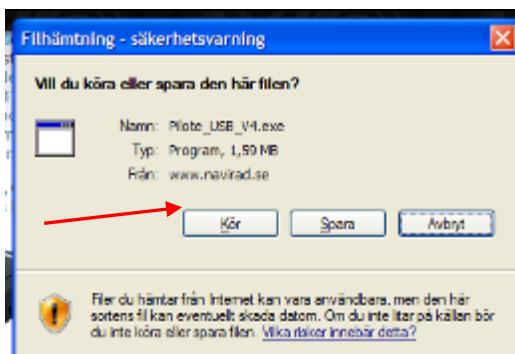 Filhämtning - säkerhetsvarning
Vill du köra eller spara den här filen?
Namn: Pilote_USB_V4.exe
Typ: Program, 1,59 MB
Från: www.navirad.se
Kör Spara Avbryt
Filer du hämtar från Internet kan vara användbara, men den här
sortens fil kan eventuellt skada datorn. Om du inte litar på källan bör
du inte köra eller spara filen. Vilka risker innebär detta?